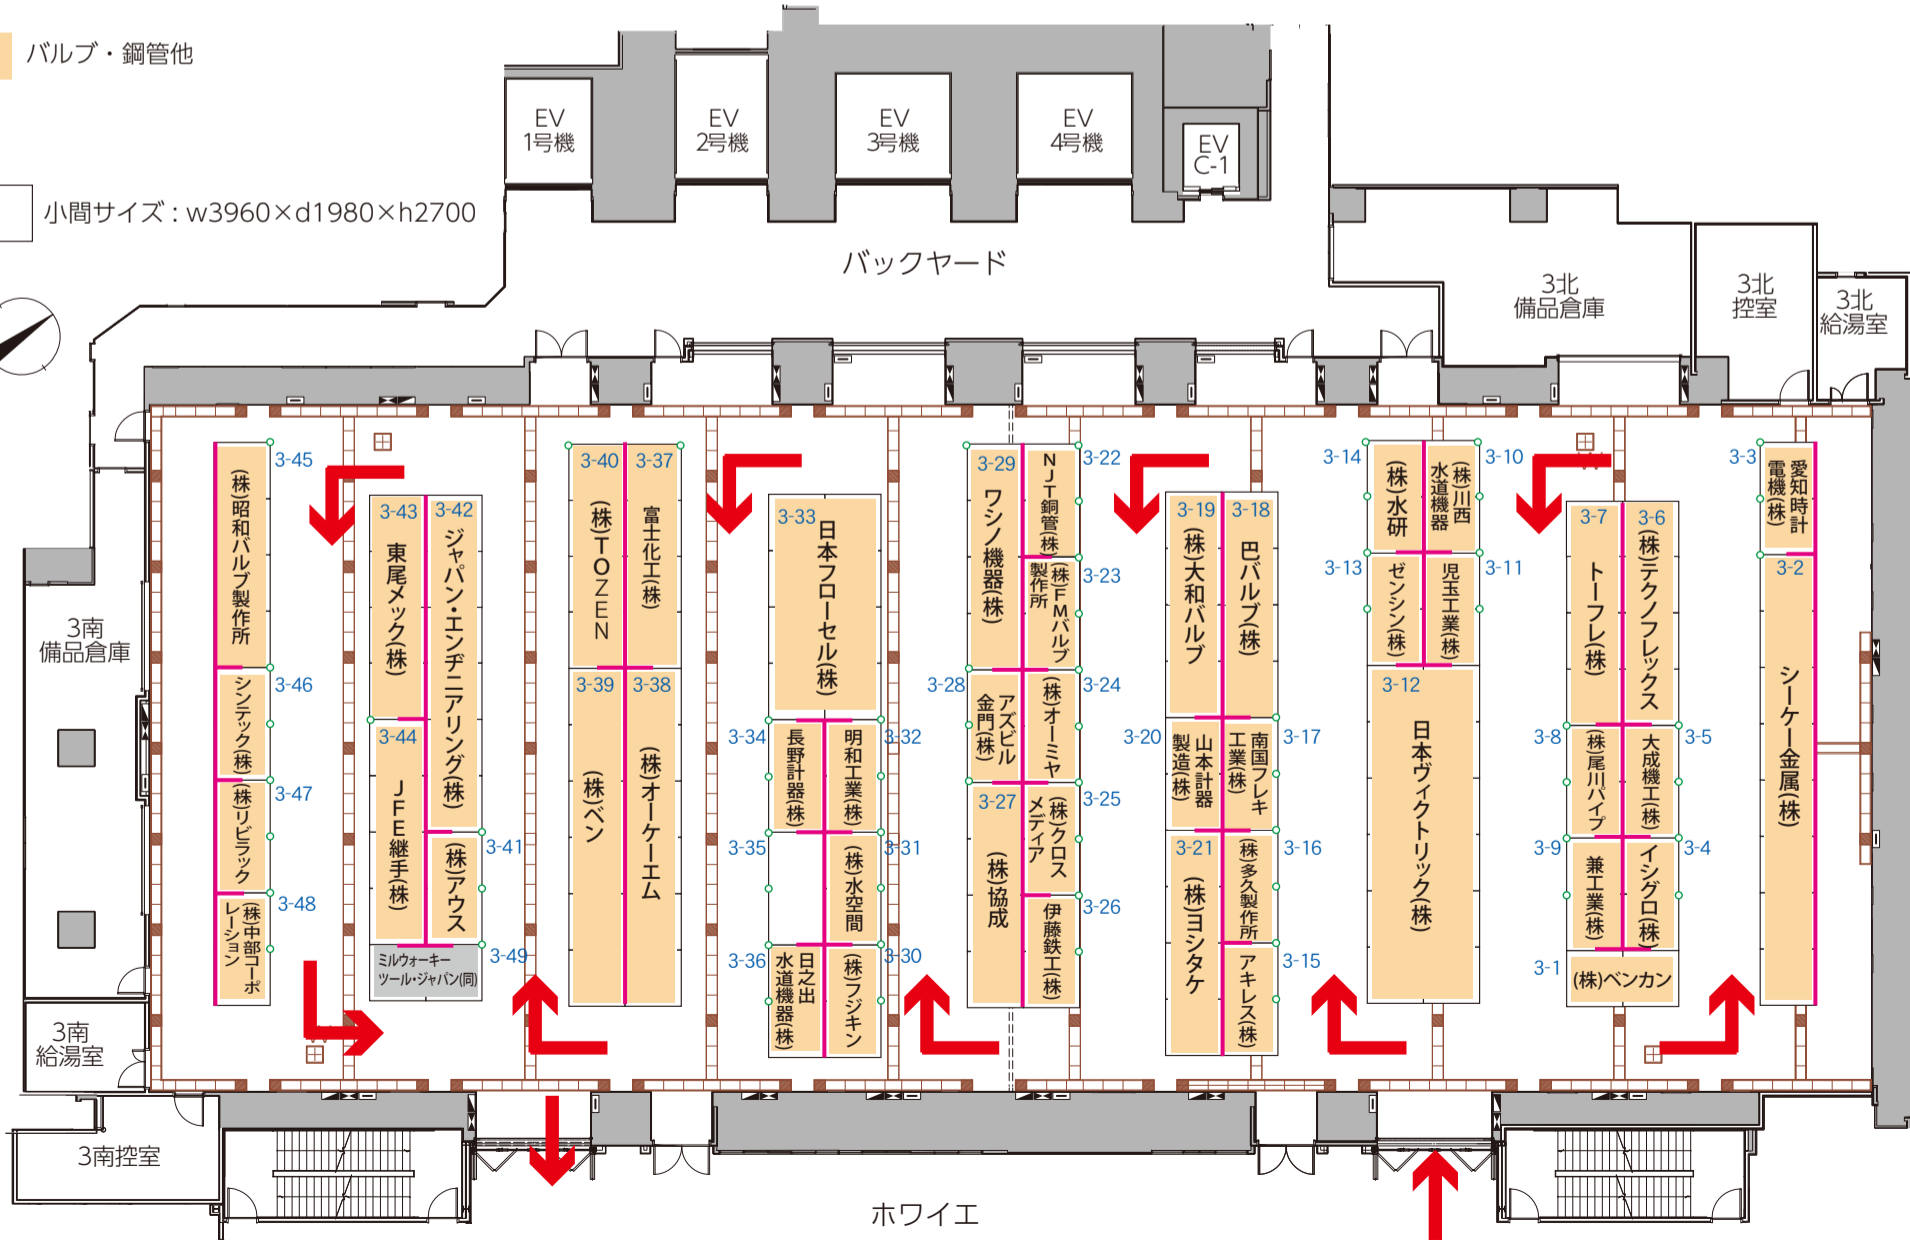 バルブ・鋼管他
小間サイズ : w3960×d1980×h2700
EV
1号機
EV
2号機
EV
3号機
EV
4号機
EV
C-1
バックヤード
3北
備品倉庫
3北
控室
3北
給湯室
3南
備品倉庫
3南
給湯室
3南控室
ホワイエ
3-45
(株)昭和バルブ製作所
3-46
シンテック(株)
3-47
(株)リビラック
3-48
(株)中部コーポ
レーション
3-43
東尾メック(株)
3-42
ジャパン・エンヂニアリング(株)
3-44
JFE継手(株)
3-41
(株)アウス
3-49
ミルウォーキー
ツール・ジャパン(同)
3-40
(株)TOZEN
3-37
富士化工(株)
3-39
(株)ベン
3-38
(株)オーケーエム
3-33
日本フローセル(株)
3-34
長野計器(株)
3-32
明和工業(株)
3-35
3-31
(株)水空間
3-36
日之出
水道機器(株)
3-30
(株)フジキン
3-29
ワシノ機器(株)
3-22
NJT銅管(株)
3-23
(株)FMバルブ
製作所
3-28
アズビル
金門(株)
3-24
(株)オーミヤ
3-27
(株)協成
3-25
(株)クロス
メディア
3-26
伊藤鉄工(株)
3-19
(株)大和バルブ
3-18
巴バルブ(株)
3-20
山本計器
製造(株)
3-17
南国フレキ
工業(株)
3-21
(株)ヨシタケ
3-16
(株)多久製作所
3-15
アキレス(株)
3-14
(株)水研
3-10
(株)川西
水道機器
3-13
ゼンシン(株)
3-11
児玉工業(株)
3-12
日本ヴィクトリック(株)
3-7
トーフレ(株)
3-6
(株)テクノフレックス
3-8
(株)尾川パイプ
3-5
大成機工(株)
3-9
兼工業(株)
3-4
イシグロ(株)
3-1
(株)ベンカン
3-3
愛知時計
電機(株)
3-2
シーケー金属(株)